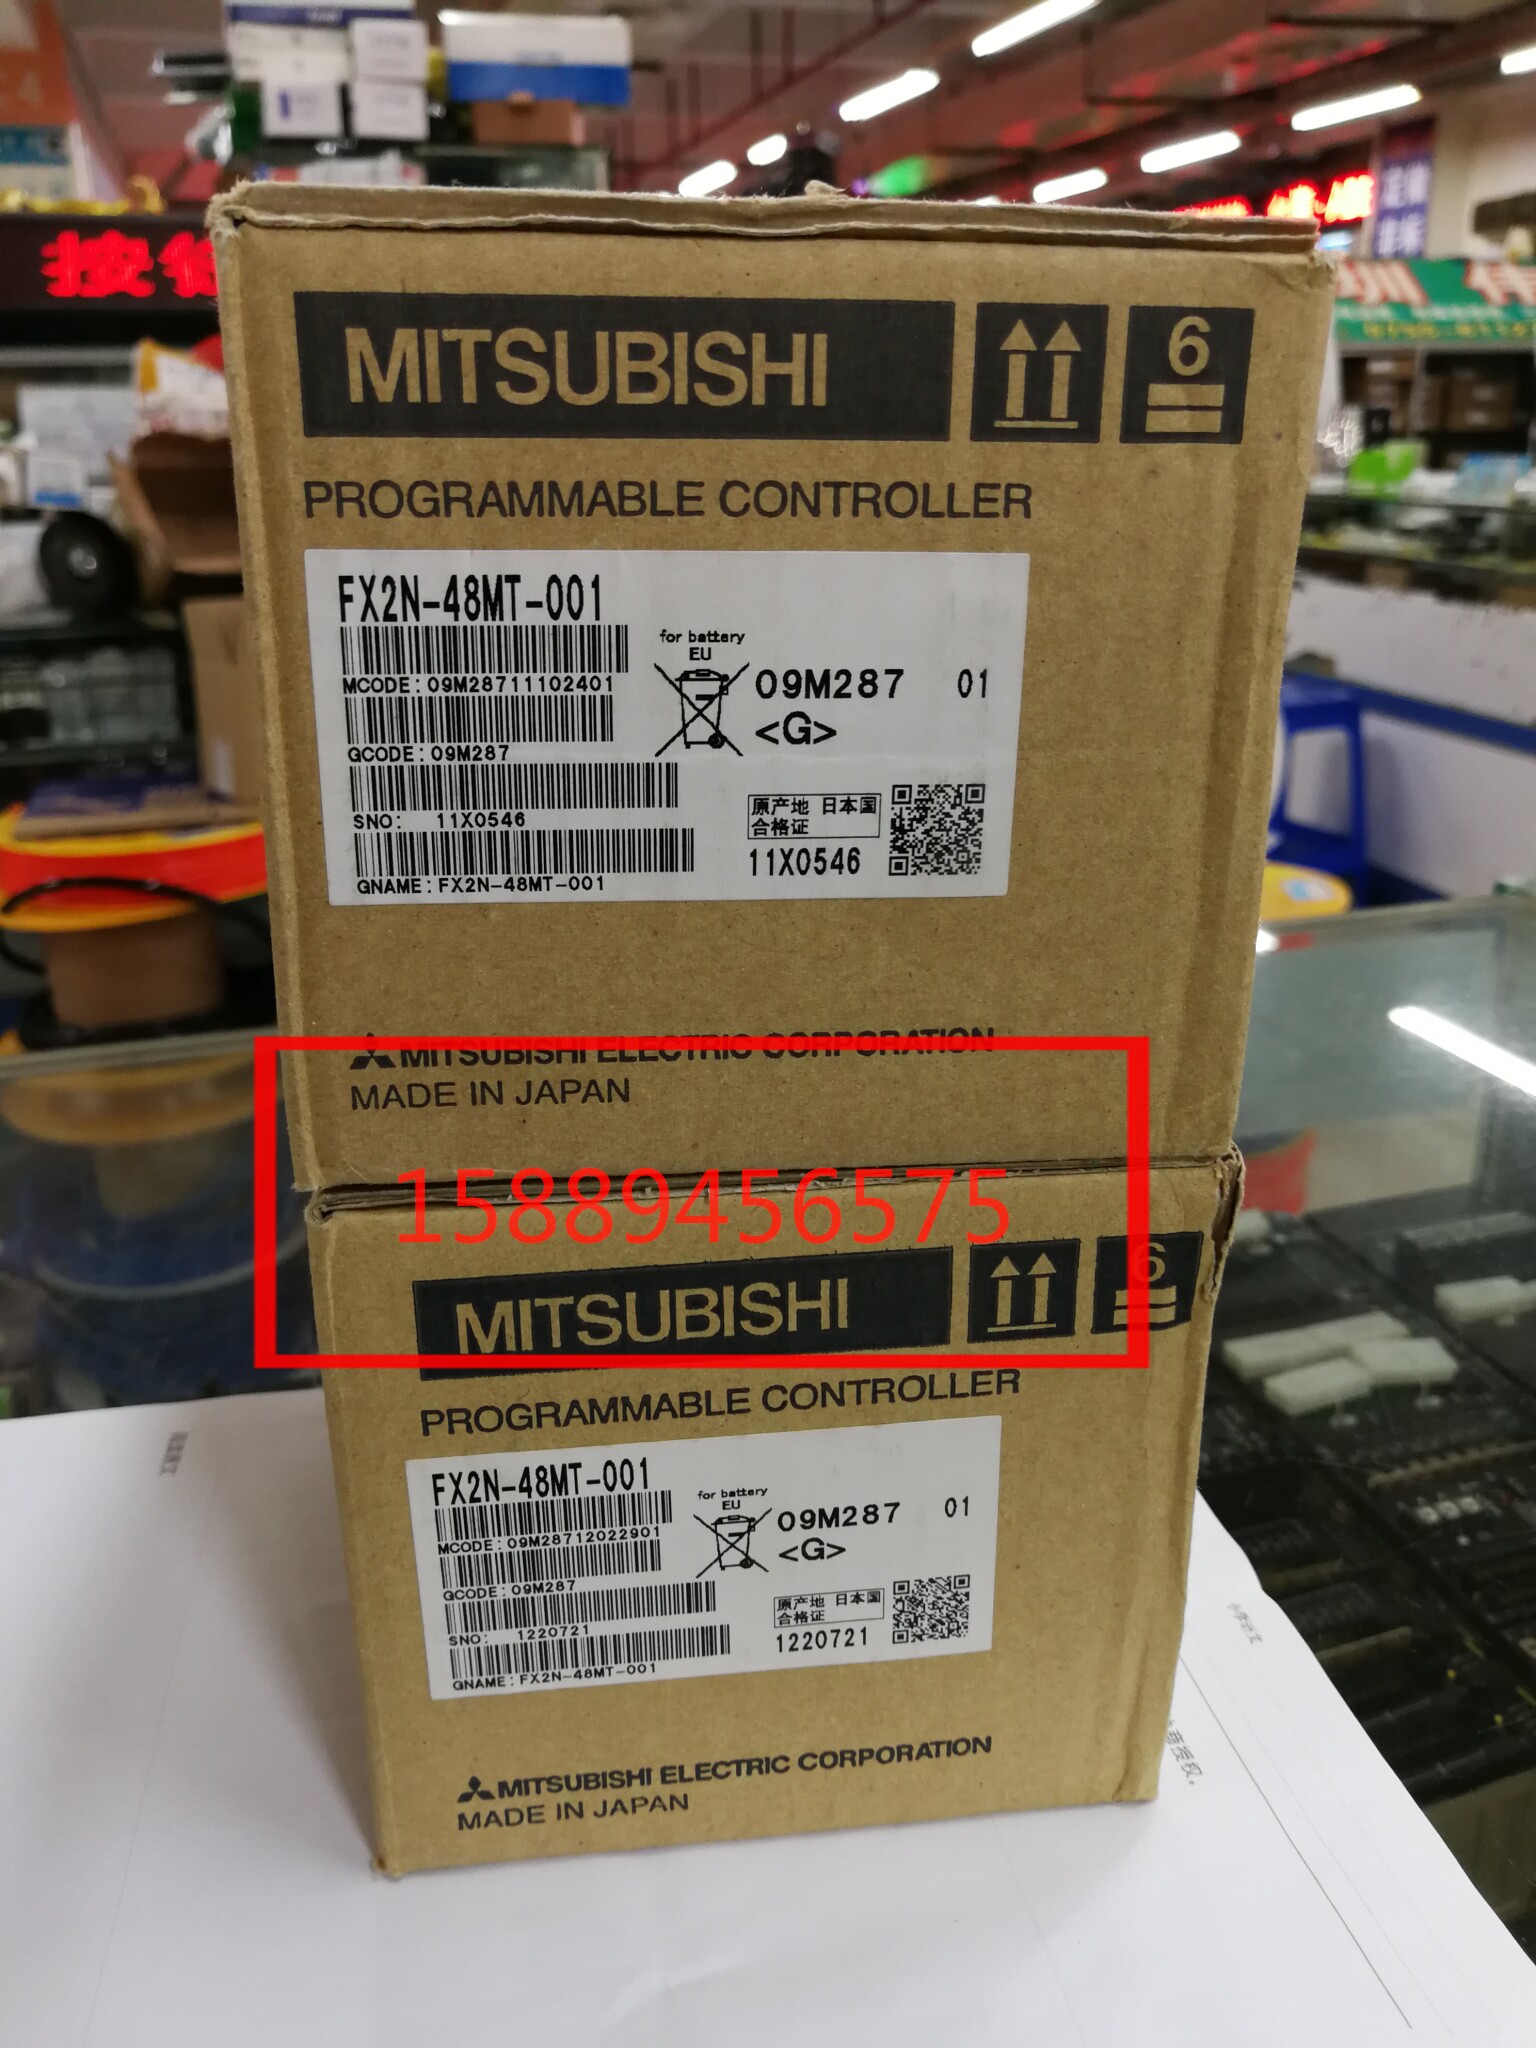 按
MITSUBISHI
6
PROGRAMMABLE CONTROLLER
FX2N-48MT-001
MCODE:09M28711102401
GCODE:09M287
SNO: 11X0546
GNAME:FX2N-48MT-001
for battery
EU
09M287 01
<G>
原产地 日本国
合格证
11X0546
MITSUBISHI ELECTRIC CORPORATION
MADE IN JAPAN
15889456575
MITSUBISHI
6
PROGRAMMABLE CONTROLLER
FX2N-48MT-001
MCODE:09M28712022901
GCODE:09M287
SNO: 1220721
GNAME:FX2N-48MT-001
for battery
EU
09M287 01
<G>
原产地 日本国
合格证
1220721
MITSUBISHI ELECTRIC CORPORATION
MADE IN JAPAN